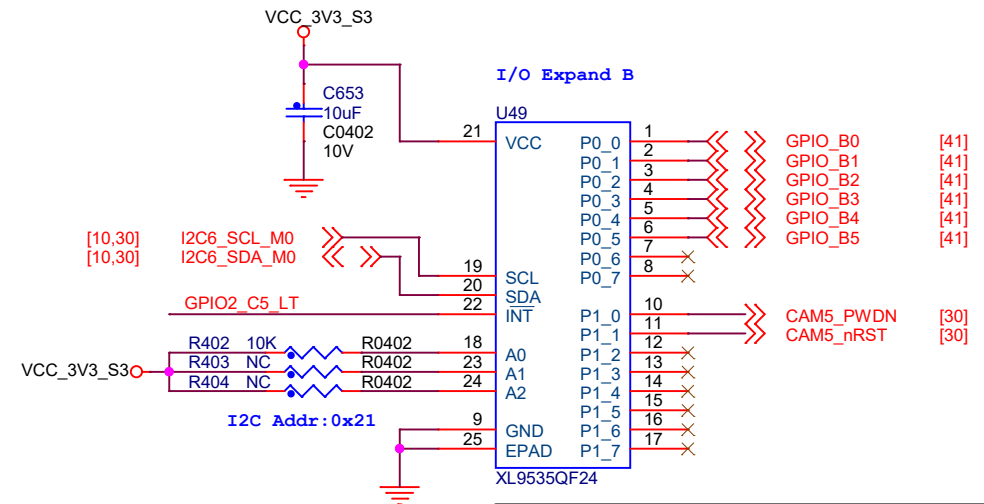 VCC_3V3_S3
I/O Expand B
C653
10uF
C0402
10V
U49
21 VCC P0_0 1 GPIO_B0 [41]
P0_1 2 GPIO_B1 [41]
P0_2 3 GPIO_B2 [41]
P0_3 4 GPIO_B3 [41]
P0_4 5 GPIO_B4 [41]
P0_5 6 GPIO_B5 [41]
P0_6 7
P0_7 8
[10,30] I2C6_SCL_M0
[10,30] I2C6_SDA_M0
19 SCL
20 SDA
GPIO2_C5_LT 22 INT
P1_0 10 CAM5_PWDN [30]
P1_1 11 CAM5_nRST [30]
P1_2 12
P1_3 13
P1_4 14
P1_5 15
P1_6 16
P1_7 17
VCC_3V3_S3
R402 10K R0402 18 A0
R403 NC R0402 23 A1
R404 NC R0402 24 A2
I2C Addr:0x21
9 GND
25 EPAD
XL9535QF24